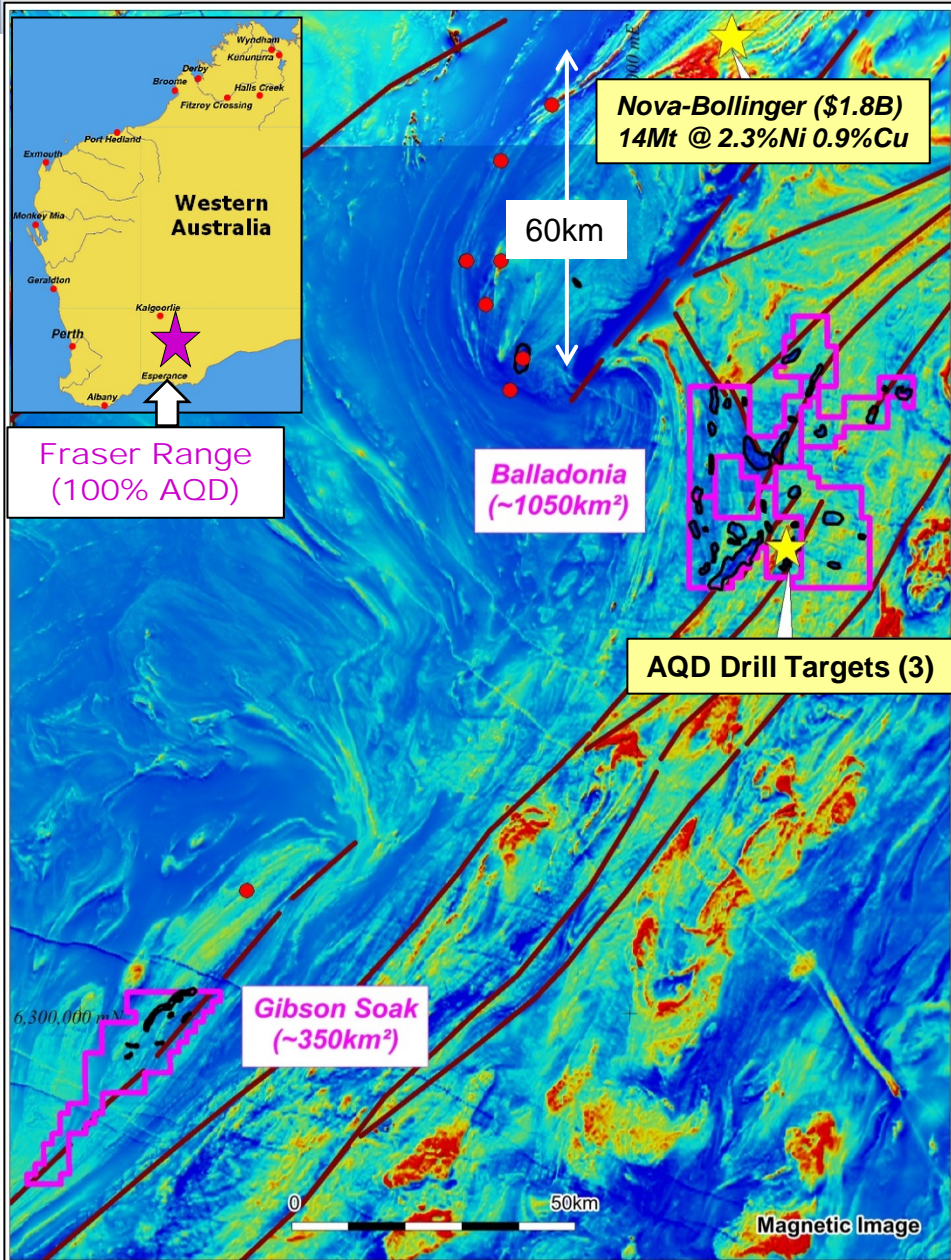 Wyndham
Kununurra
Derby
Broome
Halls Creek
Fitzroy Crossing
Port Hedland
Exmouth
Western
Australia
Monkey Mia
Geraldton
Kalgoorlie
Perth
Esperance
Albany
Fraser Range
(100% AQD)
Nova-Bollinger ($1.8B)
14Mt @ 2.3%Ni 0.9%Cu
60km
Balladonia
(~1050km²)
AQD Drill Targets (3)
Gibson Soak
(~350km²)
6,300,000 mN
0
50km
Magnetic Image